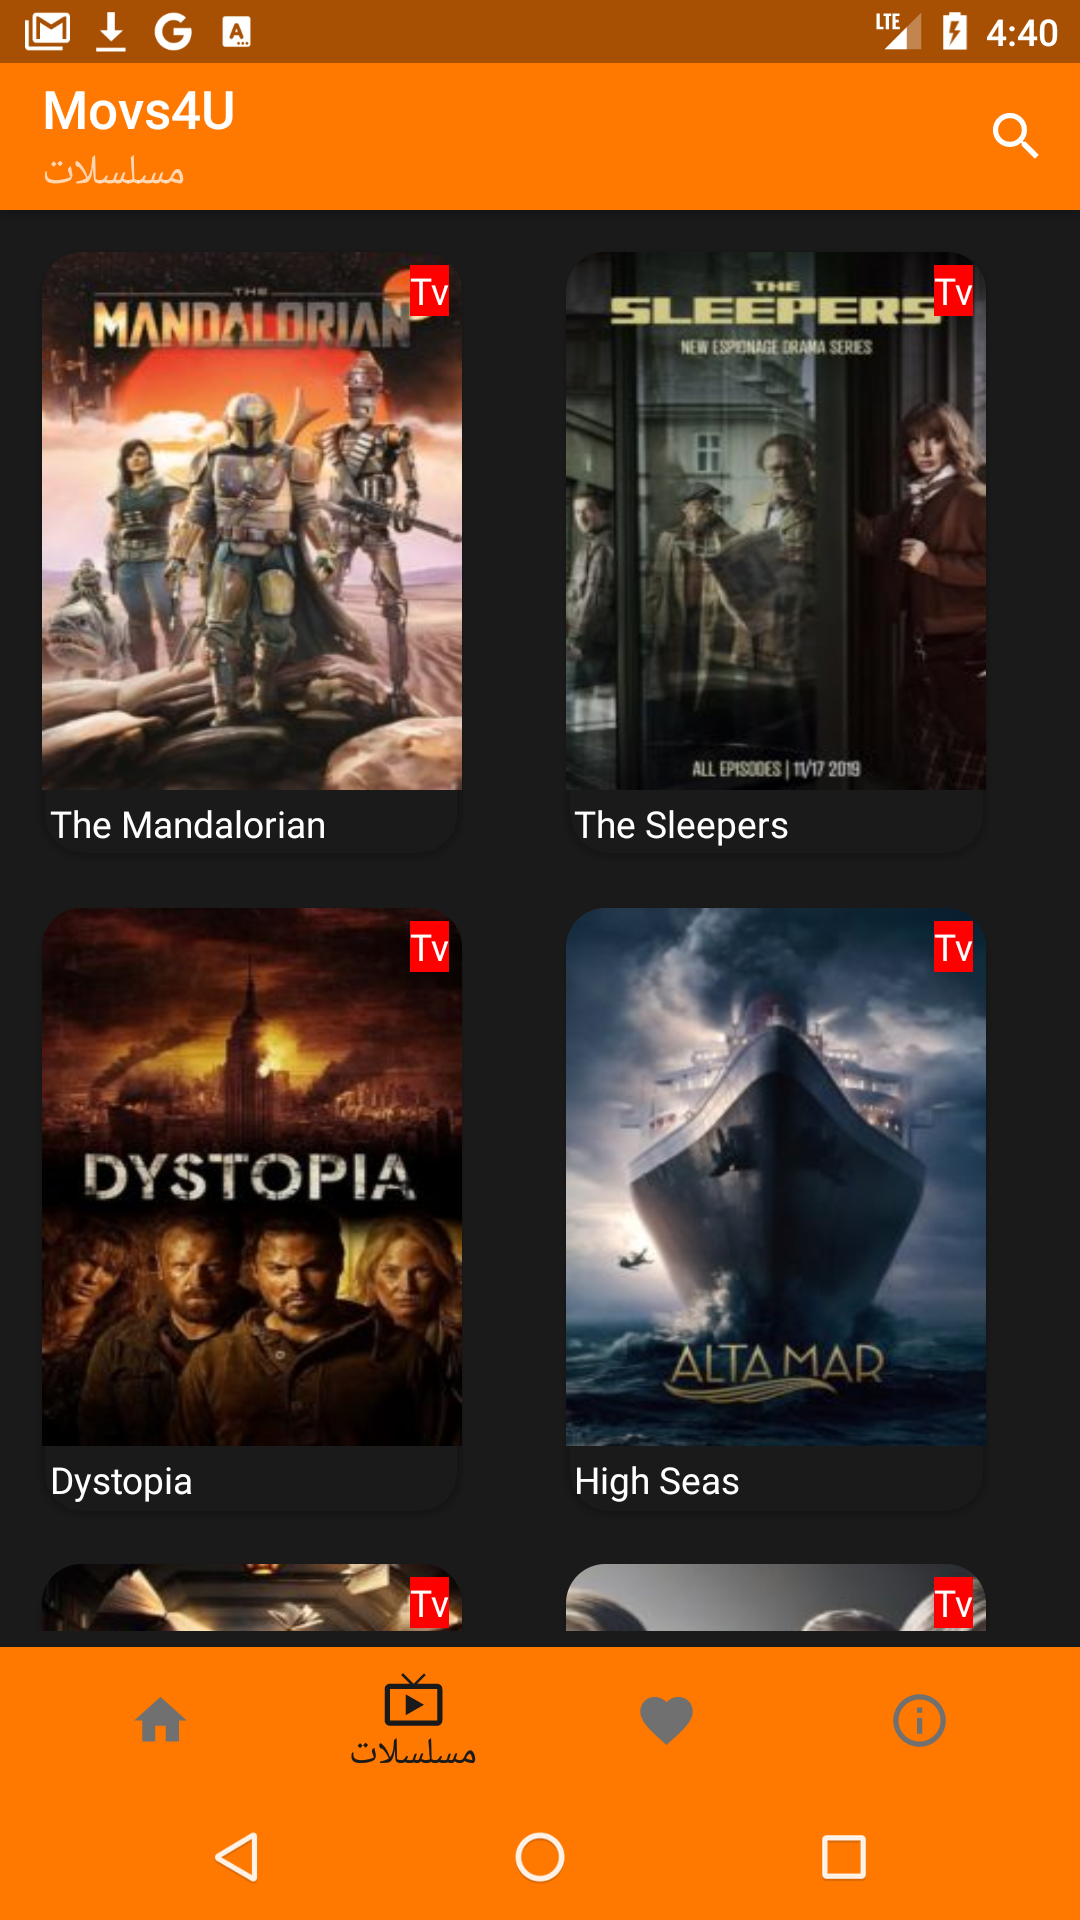 4:40
LTE
Movs4U
مسلسلات
Tv
THE
MANDALORIAN
The Mandalorian
Tv
THE
SLEEPERS
NEW ESPIONAGE DRAMA SERIES
ALL EPISODES | 11/17 2019
The Sleepers
Tv
DYSTOPIA
Dystopia
Tv
ALTA MAR
High Seas
Tv
Tv
مسلسلات